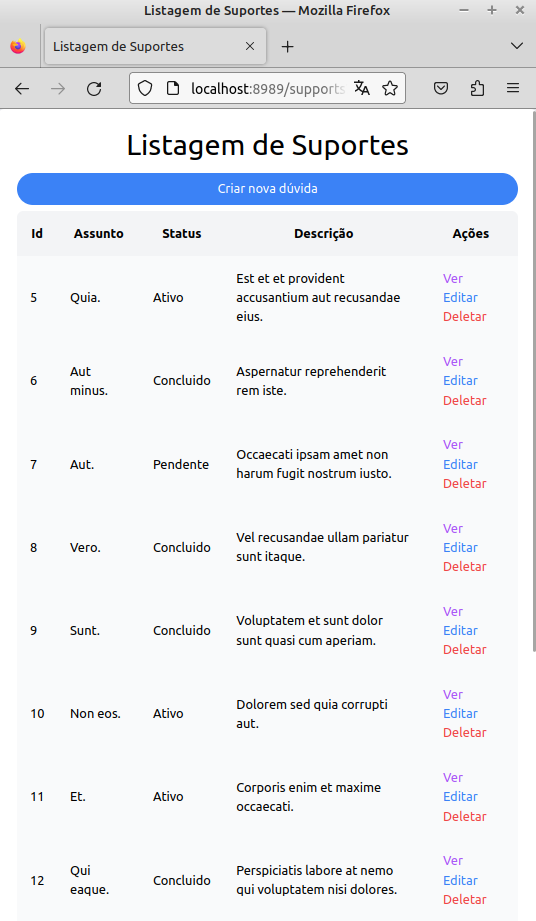 Listagem de Suportes — Mozilla Firefox
Listagem de Suportes
localhost:8989/supports
Listagem de Suportes
Criar nova dúvida
Id Assunto Status Descrição Ações
5 Quia. Ativo Est et et provident
accusantium aut recusandae
eius.
Ver
Editar
Deletar
6 Aut
minus.
Concluido Aspernatur reprehenderit
rem iste.
Ver
Editar
Deletar
7 Aut. Pendente Occaecati ipsam amet non
harum fugit nostrum iusto.
Ver
Editar
Deletar
8 Vero. Concluido Vel recusandae ullam pariatur
sunt itaque.
Ver
Editar
Deletar
9 Sunt. Concluido Voluptatem et sunt dolor
sunt quasi cum aperiam.
Ver
Editar
Deletar
10 Non eos. Ativo Dolorem sed quia corrupti
aut.
Ver
Editar
Deletar
11 Et. Ativo Corporis enim et maxime
occaecati.
Ver
Editar
Deletar
12 Qui
eaque.
Concluido Perspiciatis labore at nemo
qui voluptatem nisi dolores.
Ver
Editar
Deletar